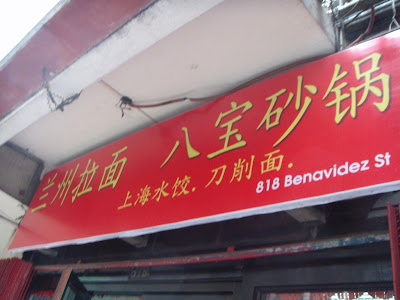 兰州拉面 八宝砂锅
上海水饺.刀削面.
818 Benavidez St